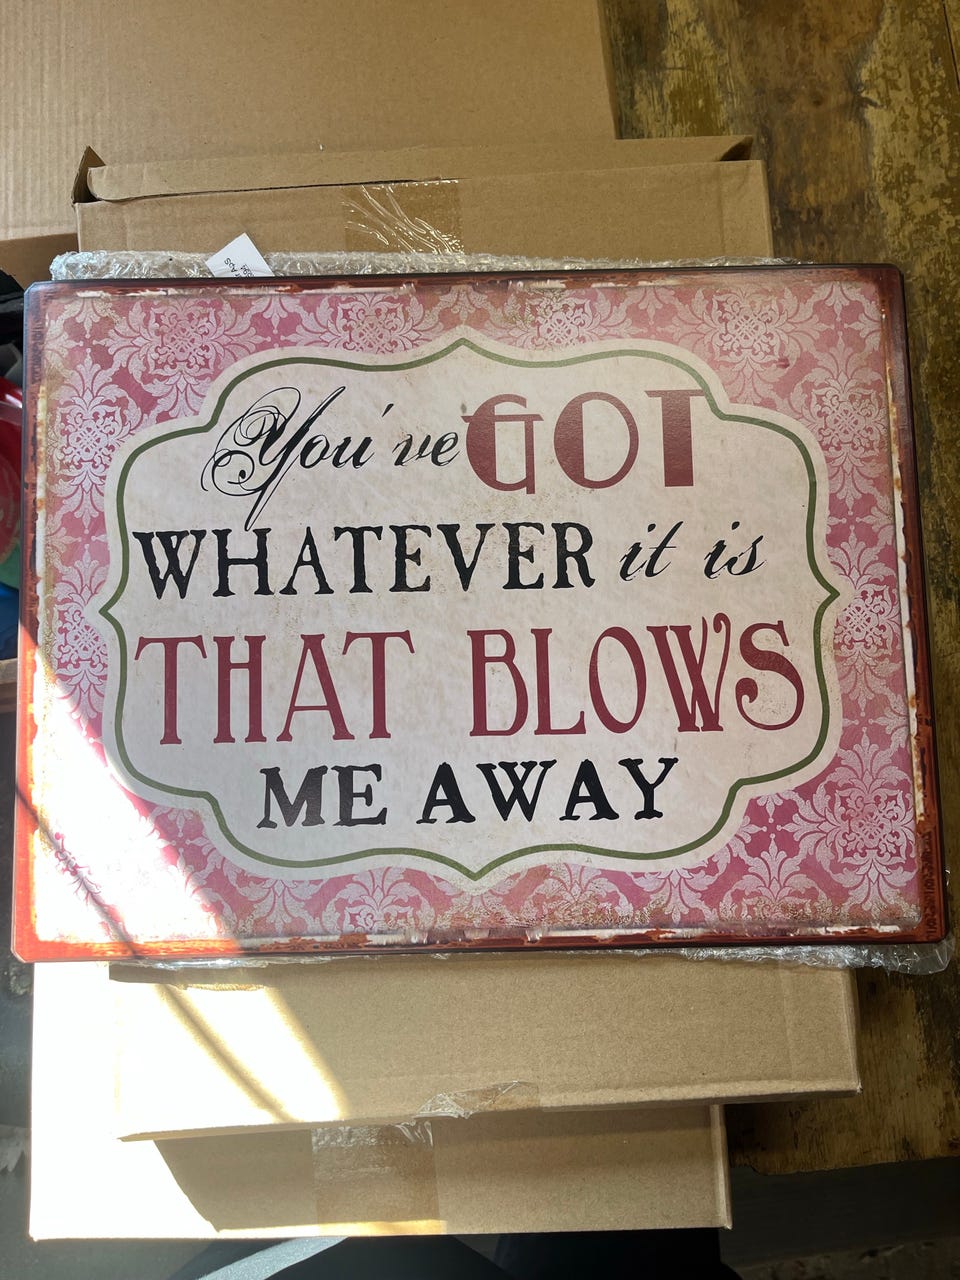 You've GOT
WHATEVER it is
THAT BLOWS
ME AWAY